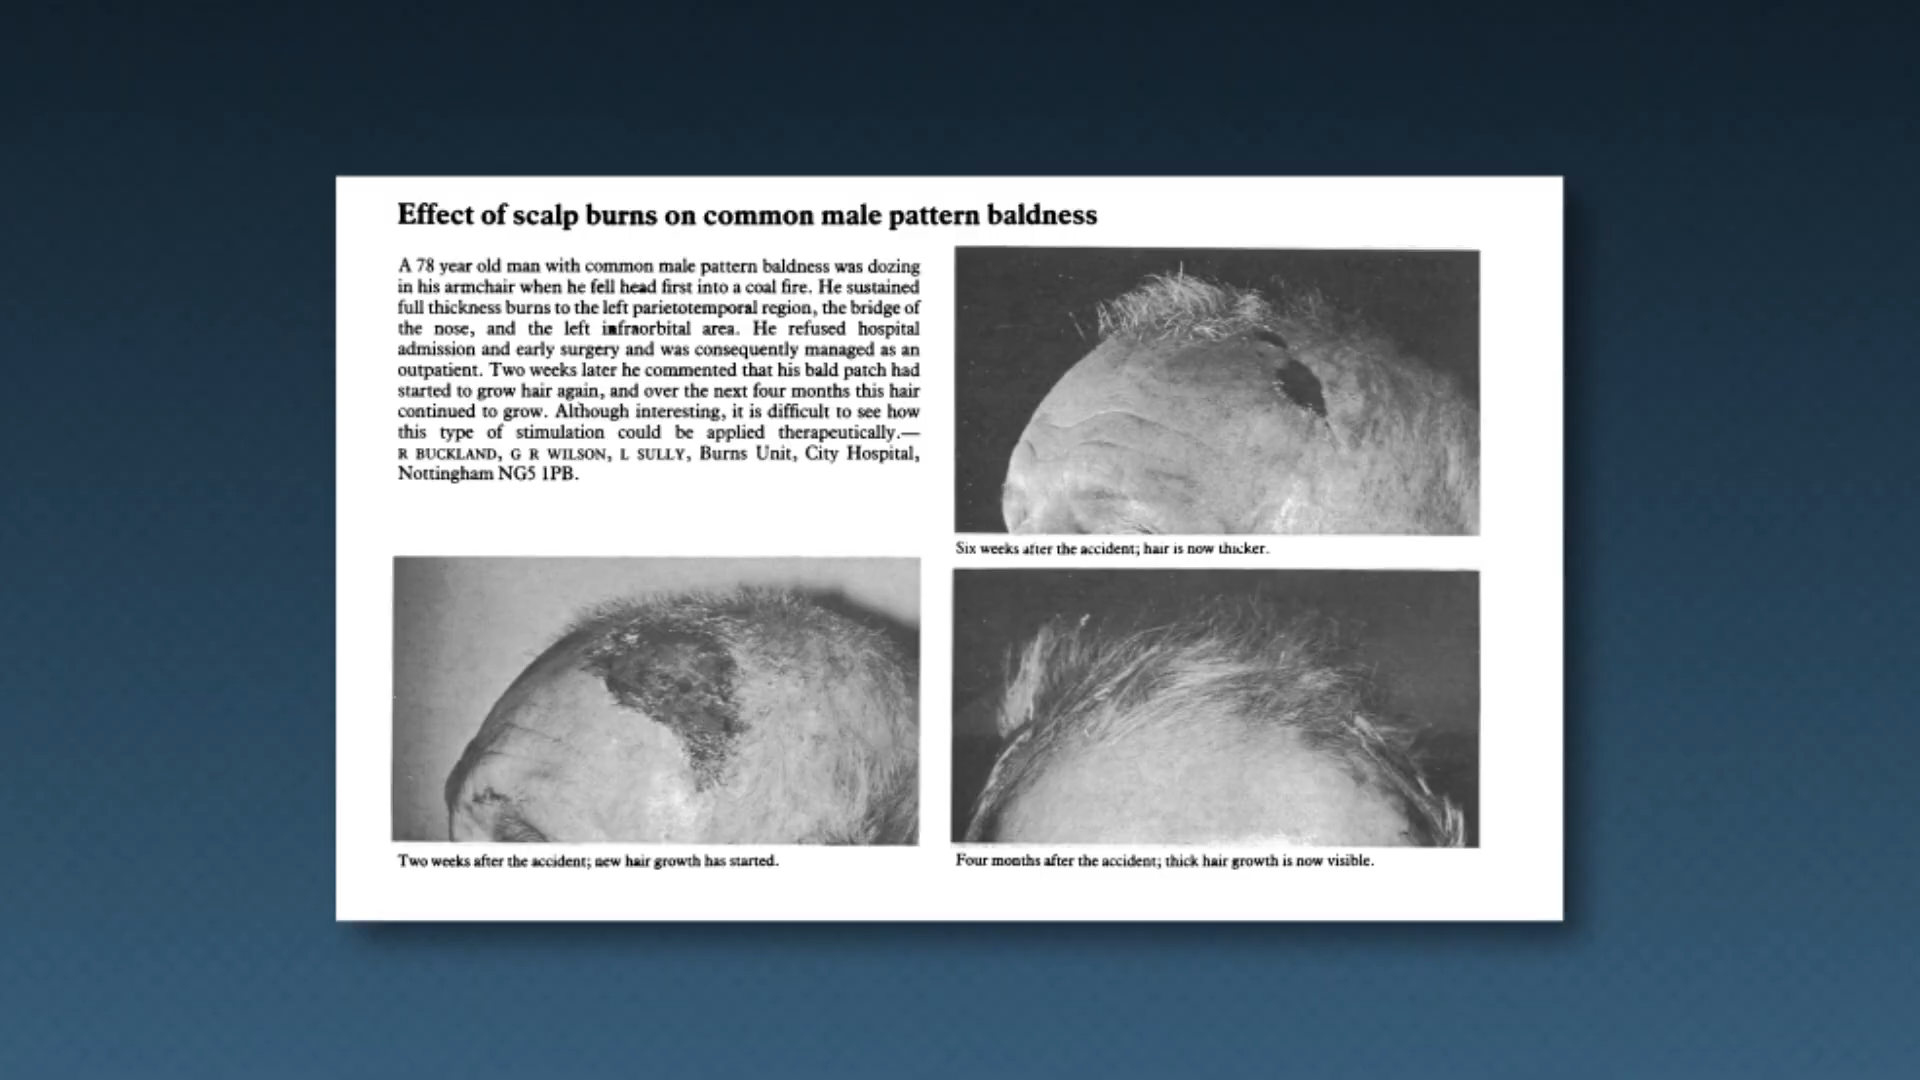 Effect of scalp burns on common male pattern baldness
A 78 year old man with common male pattern baldness was dozing
in his armchair when he fell head first into a coal fire. He sustained
full thickness burns to the left parietotemporal region, the bridge of
the nose, and the left infraorbital area. He refused hospital
admission and early surgery and was consequently managed as an
outpatient. Two weeks later he commented that his bald patch had
started to grow hair again, and over the next four months this hair
continued to grow. Although interesting, it is difficult to see how
this type of stimulation could be applied therapeutically.—
R BUCKLAND, G R WILSON, L SULLY, Burns Unit, City Hospital,
Nottingham NG5 1PB.
Two weeks after the accident; new hair growth has started.
Six weeks after the accident; hair is now thicker.
Four months after the accident; thick hair growth is now visible.